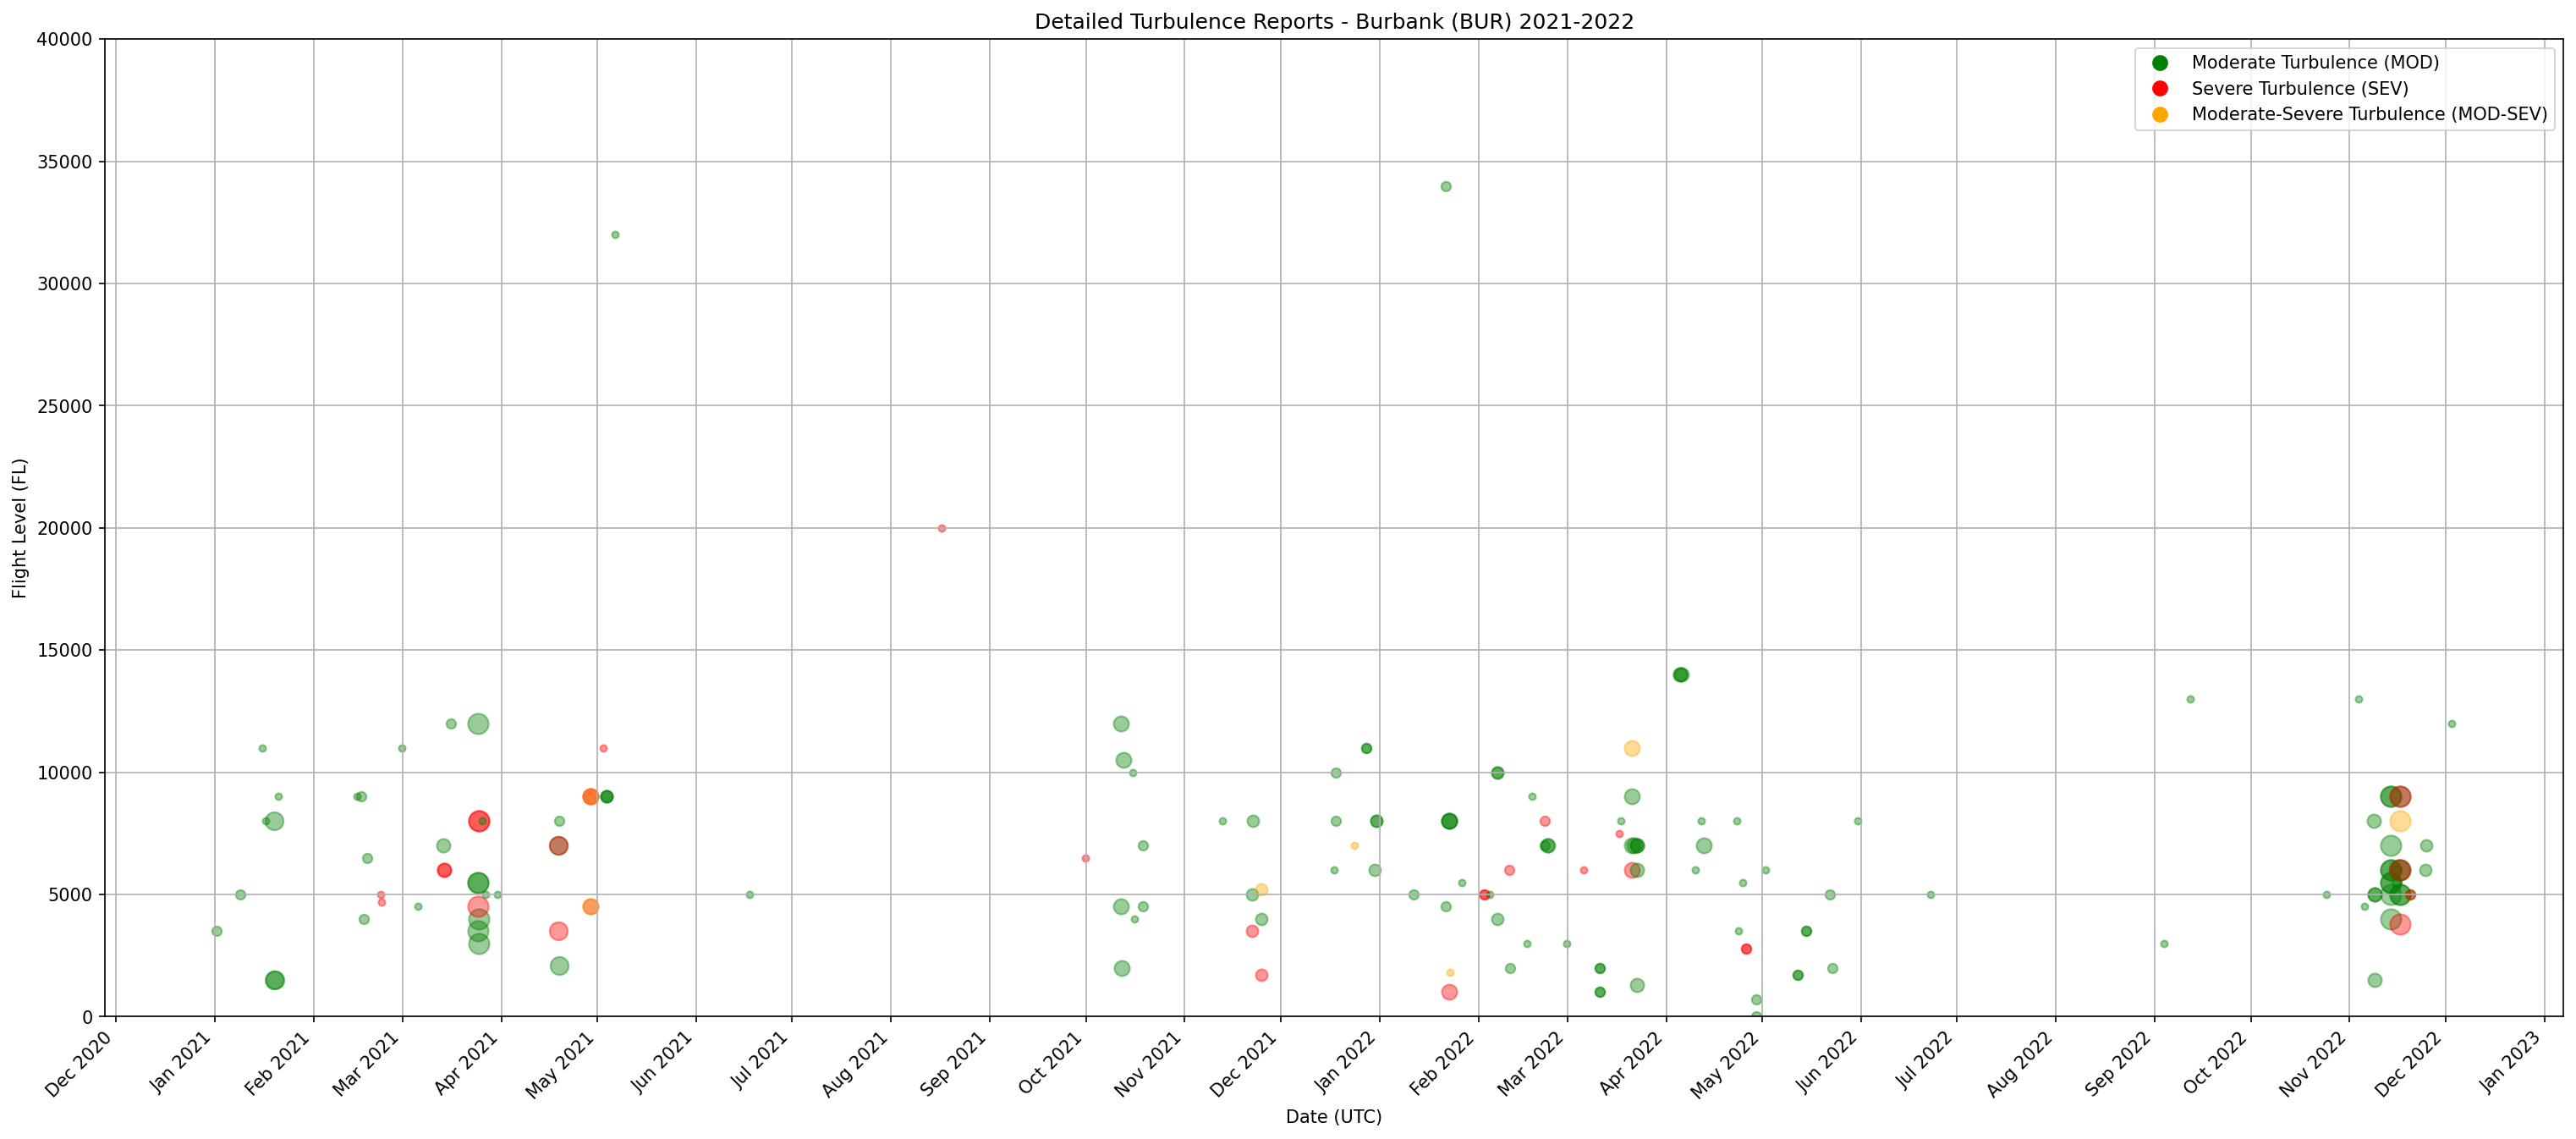 Detailed Turbulence Reports - Burbank (BUR) 2021-2022
Moderate Turbulence (MOD)
Severe Turbulence (SEV)
Moderate-Severe Turbulence (MOD-SEV)
Flight Level (FL)
40000
35000
30000
25000
20000
15000
10000
5000
0
Dec 2020
Jan 2021
Feb 2021
Mar 2021
Apr 2021
May 2021
Jun 2021
Jul 2021
Aug 2021
Sep 2021
Oct 2021
Nov 2021
Dec 2021
Jan 2022
Feb 2022
Mar 2022
Apr 2022
May 2022
Jun 2022
Jul 2022
Aug 2022
Sep 2022
Oct 2022
Nov 2022
Dec 2022
Jan 2023
Date (UTC)